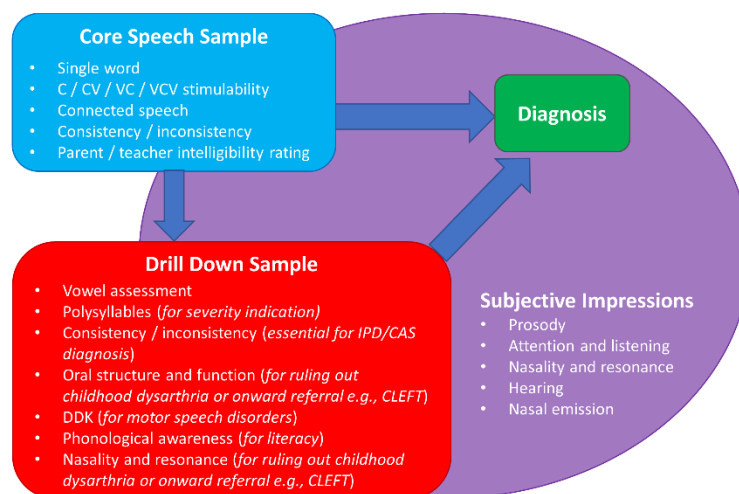 Core Speech Sample
• Single word
• C / CV / VC / VCV stimulability
• Connected speech
• Consistency / inconsistency
• Parent / teacher intelligibility rating
Diagnosis
Drill Down Sample
• Vowel assessment
• Polysyllables (for severity indication)
• Consistency / inconsistency (essential for IPD/CAS
diagnosis)
• Oral structure and function (for ruling out
childhood dysarthria or onward referral e.g., CLEFT)
• DDK (for motor speech disorders)
• Phonological awareness (for literacy)
• Nasality and resonance (for ruling out childhood
dysarthria or onward referral e.g., CLEFT)
Subjective Impressions
• Prosody
• Attention and listening
• Nasality and resonance
• Hearing
• Nasal emission